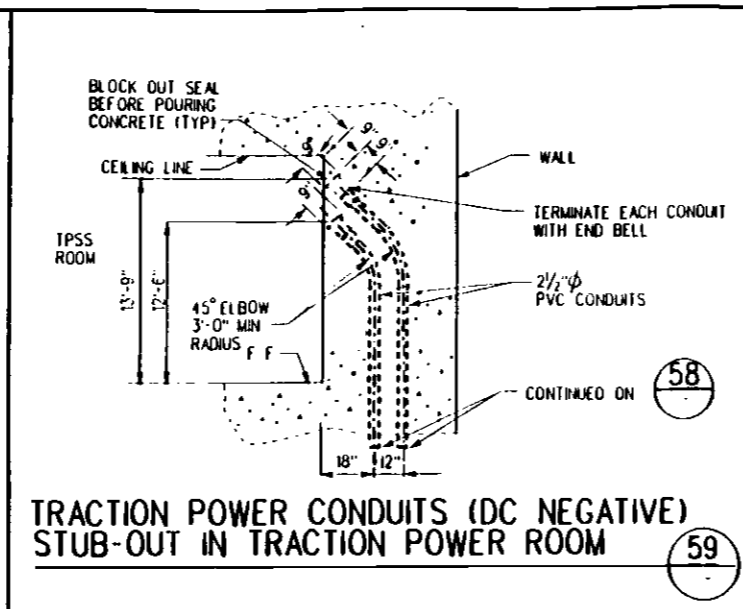 BLOCK OUT SEAL
BEFORE POURING
CONCRETE (TYP)
CEILING LINE
9"
9"
9"
9"
WALL
TERMINATE EACH CONDUIT
WITH END BELL
TPSS
ROOM
13'-9"
12'-6"
2½"φ
PVC CONDUITS
45° ELBOW
3'-0" MIN
RADIUS
F F
CONTINUED ON
58
18"
12"
TRACTION POWER CONDUITS (DC NEGATIVE)
STUB-OUT IN TRACTION POWER ROOM
59